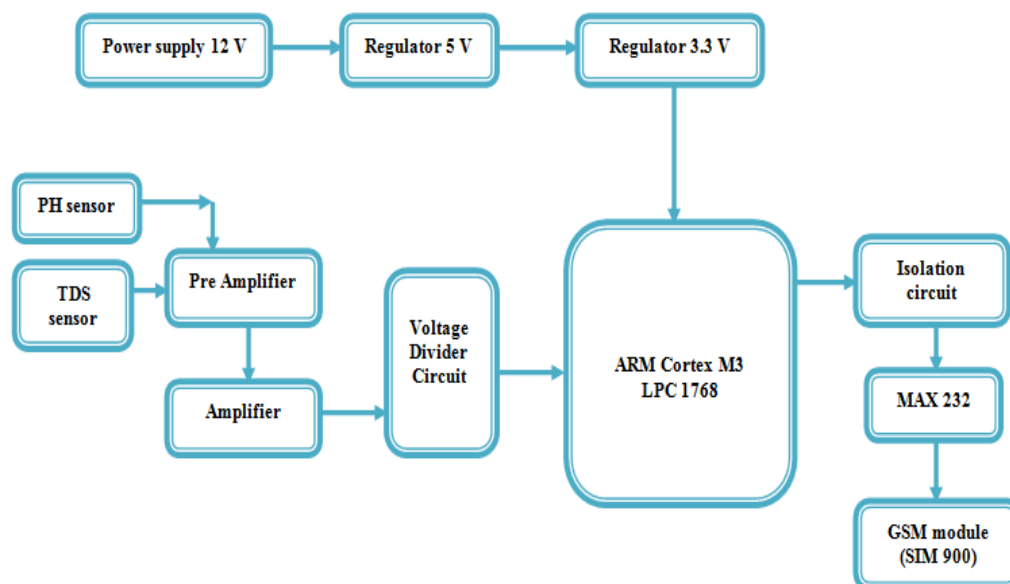 Power supply 12 V
Regulator 5 V
Regulator 3.3 V
PH sensor
TDS
sensor
Pre Amplifier
Amplifier
Voltage
Divider
Circuit
ARM Cortex M3
LPC 1768
Isolation
circuit
MAX 232
GSM module
(SIM 900)